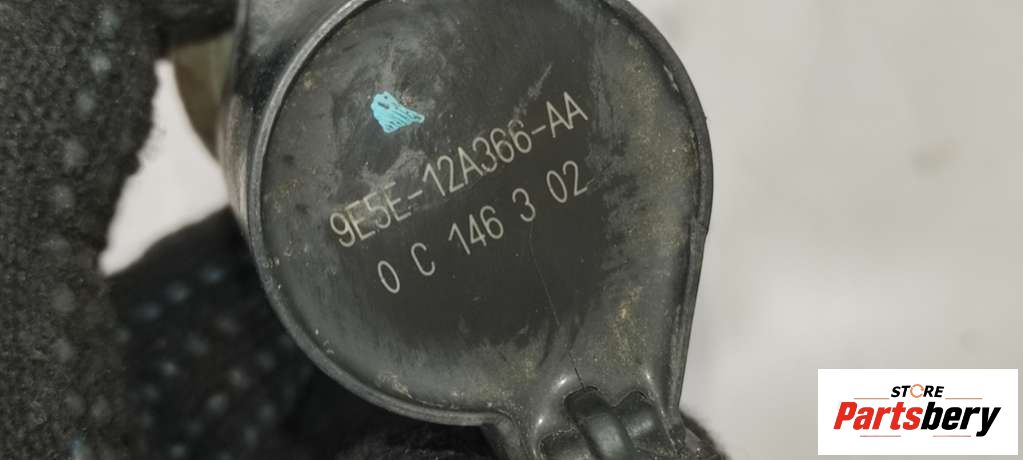 9E5E-12A366-AA
0 C 146 3 02
STORE
Partsbery